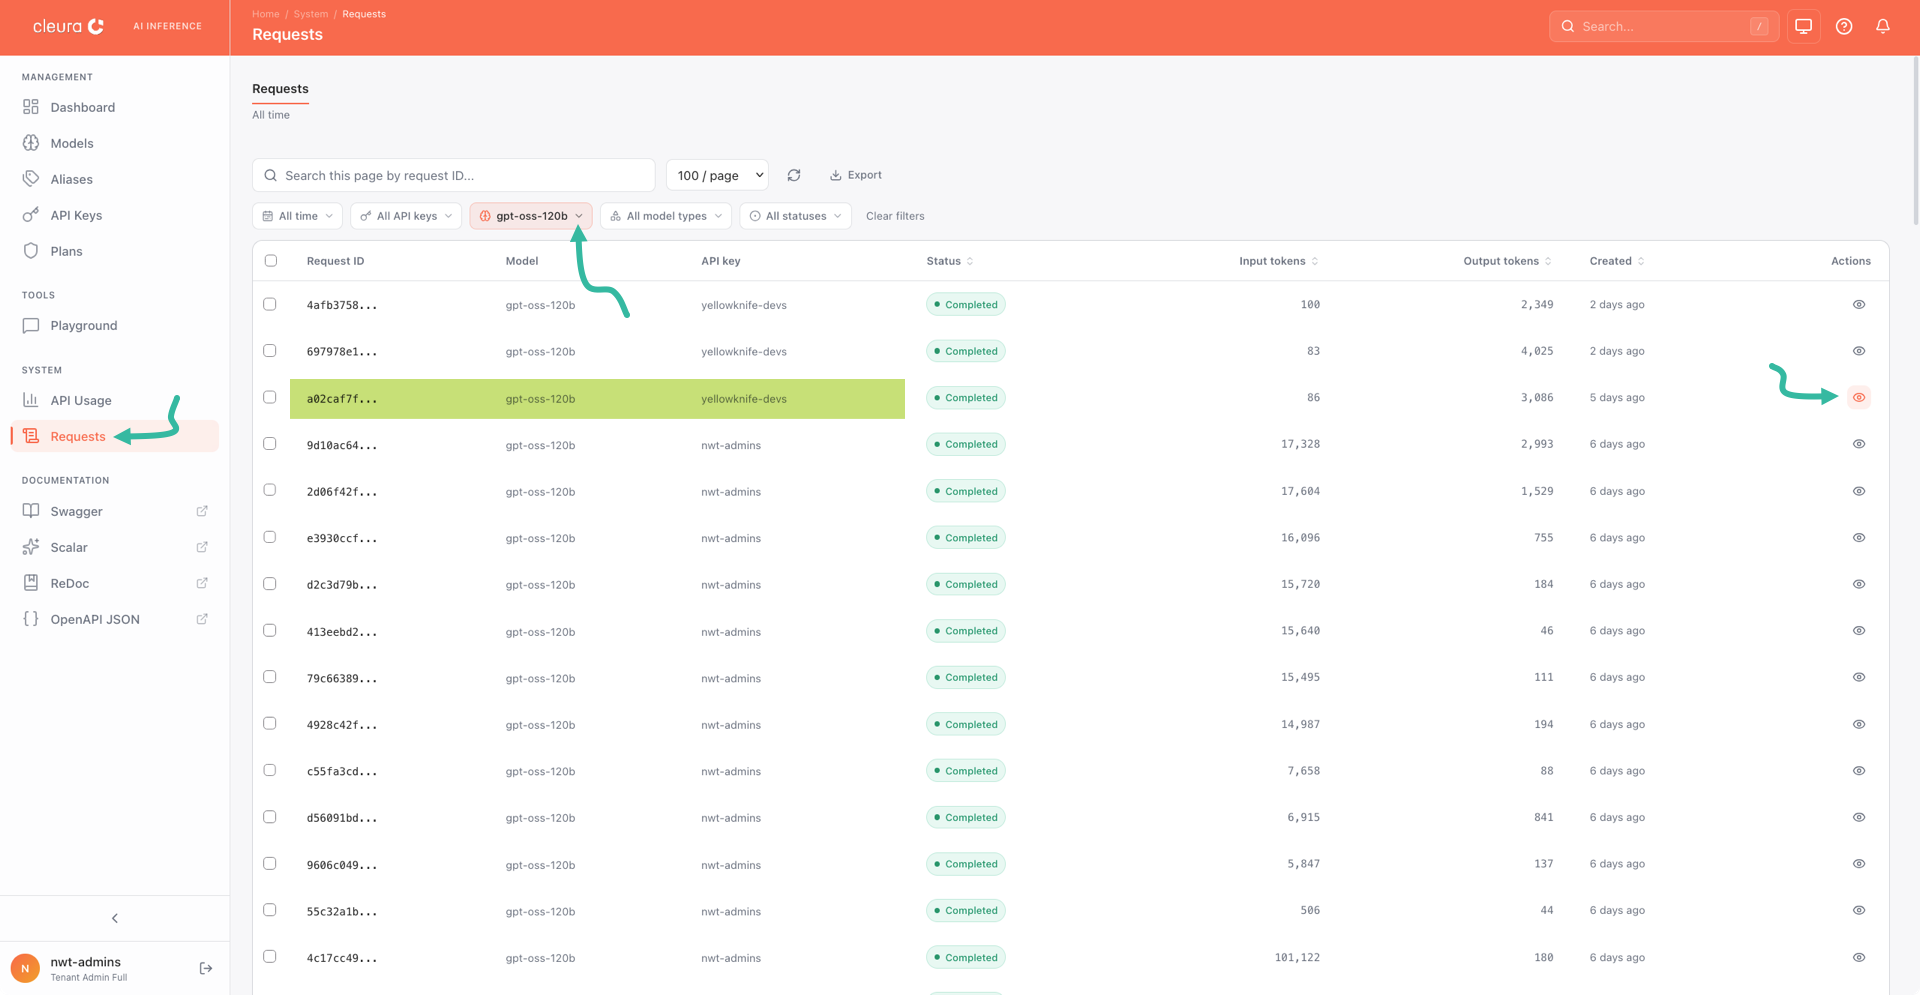 cleura AI INFERENCE
Home / System / Requests
Requests
Search... /
MANAGEMENT
Dashboard
Models
Aliases
API Keys
Plans
TOOLS
Playground
SYSTEM
API Usage
Requests
DOCUMENTATION
Swagger
Scalar
ReDoc
OpenAPI JSON
N nwt-admins
Tenant Admin Full
Requests
All time
Search this page by request ID... 100 / page Export
All time All API keys gpt-oss-120b All model types All statuses Clear filters
Request ID Model API key Status Input tokens Output tokens Created Actions
4afb3758... gpt-oss-120b yellowknife-devs Completed 100 2,349 2 days ago
697978e1... gpt-oss-120b yellowknife-devs Completed 83 4,025 2 days ago
a02caf7f... gpt-oss-120b yellowknife-devs Completed 86 3,086 5 days ago
9d10ac64... gpt-oss-120b nwt-admins Completed 17,328 2,993 6 days ago
2d06f42f... gpt-oss-120b nwt-admins Completed 17,604 1,529 6 days ago
e3930ccf... gpt-oss-120b nwt-admins Completed 16,096 755 6 days ago
d2c3d79b... gpt-oss-120b nwt-admins Completed 15,720 184 6 days ago
413eebd2... gpt-oss-120b nwt-admins Completed 15,640 46 6 days ago
79c66389... gpt-oss-120b nwt-admins Completed 15,495 111 6 days ago
4928c42f... gpt-oss-120b nwt-admins Completed 14,987 194 6 days ago
c55fa3cd... gpt-oss-120b nwt-admins Completed 7,658 88 6 days ago
d56091bd... gpt-oss-120b nwt-admins Completed 6,915 841 6 days ago
9606c049... gpt-oss-120b nwt-admins Completed 5,847 137 6 days ago
55c32a1b... gpt-oss-120b nwt-admins Completed 506 44 6 days ago
4c17cc49... gpt-oss-120b nwt-admins Completed 101,122 180 6 days ago